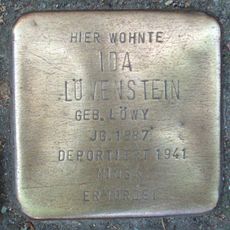 HIER WOHNTE
IDA
LÖWENSTEIN
GEB. LÖWY
JG. 1887
DEPORTIERT 1941
MINSK
ERMORDET